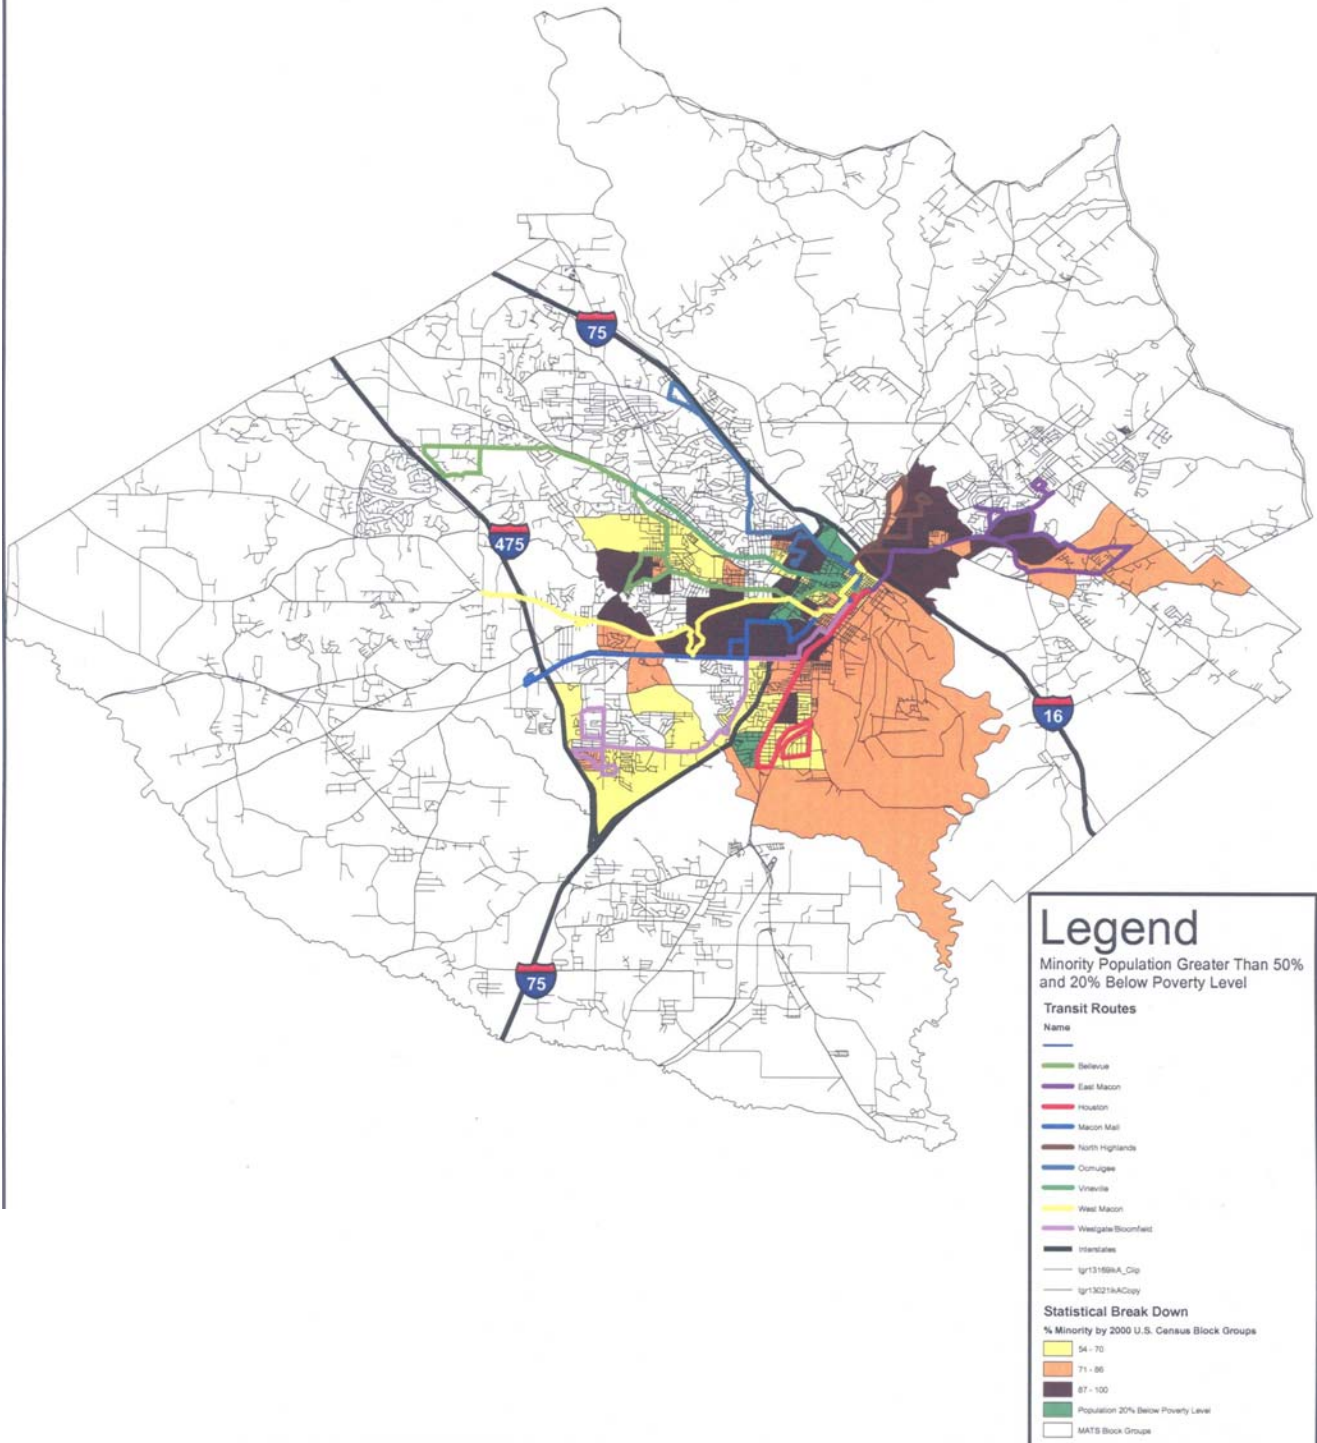 75
475
16
75
Legend
Minority Population Greater Than 50%
and 20% Below Poverty Level
Transit Routes
Name
Bellevue
East Macon
Houston
Macon Mall
North Highlands
Ocmulgee
Vineville
West Macon
Westgate/Bloomfield
Interstates
Statistical Break Down
% Minority by 2000 U.S. Census Block Groups
54 - 70
71 - 86
87 - 100
Population 20% Below Poverty Level
MATS Block Groups